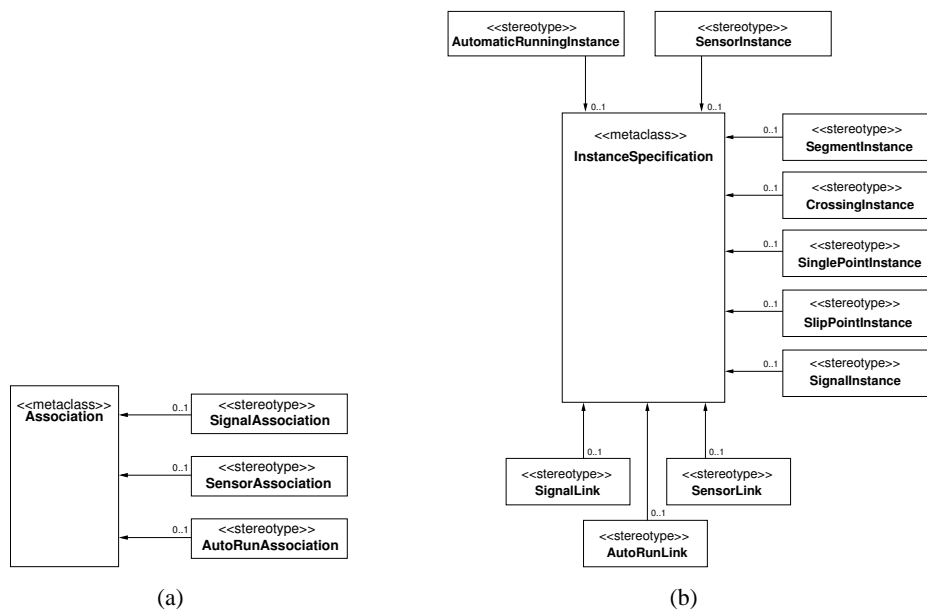 <<stereotype>>
AutomaticRunningInstance
<<stereotype>>
SensorInstance
0..1
0..1
<<metaclass>>
InstanceSpecification
0..1
<<stereotype>>
SegmentInstance
0..1
<<stereotype>>
CrossingInstance
0..1
<<stereotype>>
SinglePointInstance
0..1
<<stereotype>>
SlipPointInstance
0..1
<<stereotype>>
SignalInstance
<<metaclass>>
Association
0..1
<<stereotype>>
SignalAssociation
0..1
<<stereotype>>
SensorAssociation
0..1
<<stereotype>>
AutoRunAssociation
0..1
<<stereotype>>
SignalLink
0..1
<<stereotype>>
SensorLink
0..1
<<stereotype>>
AutoRunLink
(a)
(b)